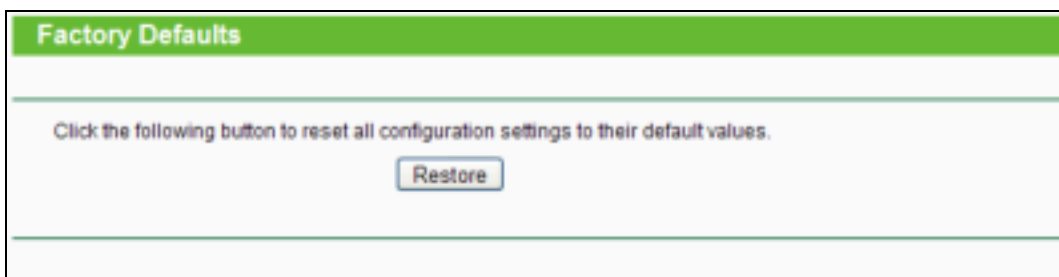 Factory Defaults
Click the following button to reset all configuration settings to their default values.
Restore